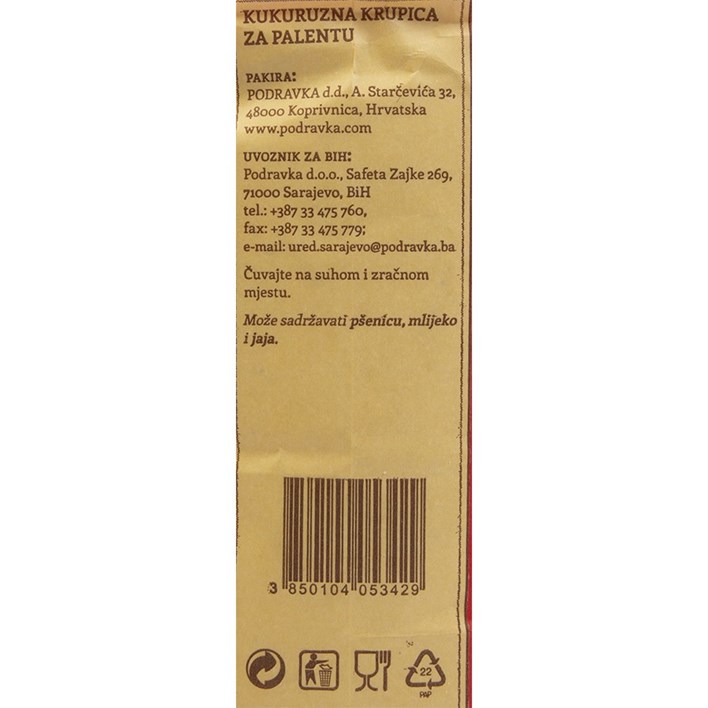 KUKURUZNA KRUPICA
ZA PALENTU
PAKIRA:
PODRAVKA d.d., A. Starčevića 32,
48000 Koprivnica, Hrvatska
www.podravka.com
UVOZNIK ZA BIH:
Podravka d.o.o., Safeta Zajke 269,
71000 Sarajevo, BiH
tel.: +387 33 475 760,
fax: +387 33 475 779;
e-mail: ured.sarajevo@podravka.ba
Čuvajte na suhom i zračnom
mjestu.
Može sadržavati pšenicu, mlijeko
i jaja.
3 850104 053429
22
PAP